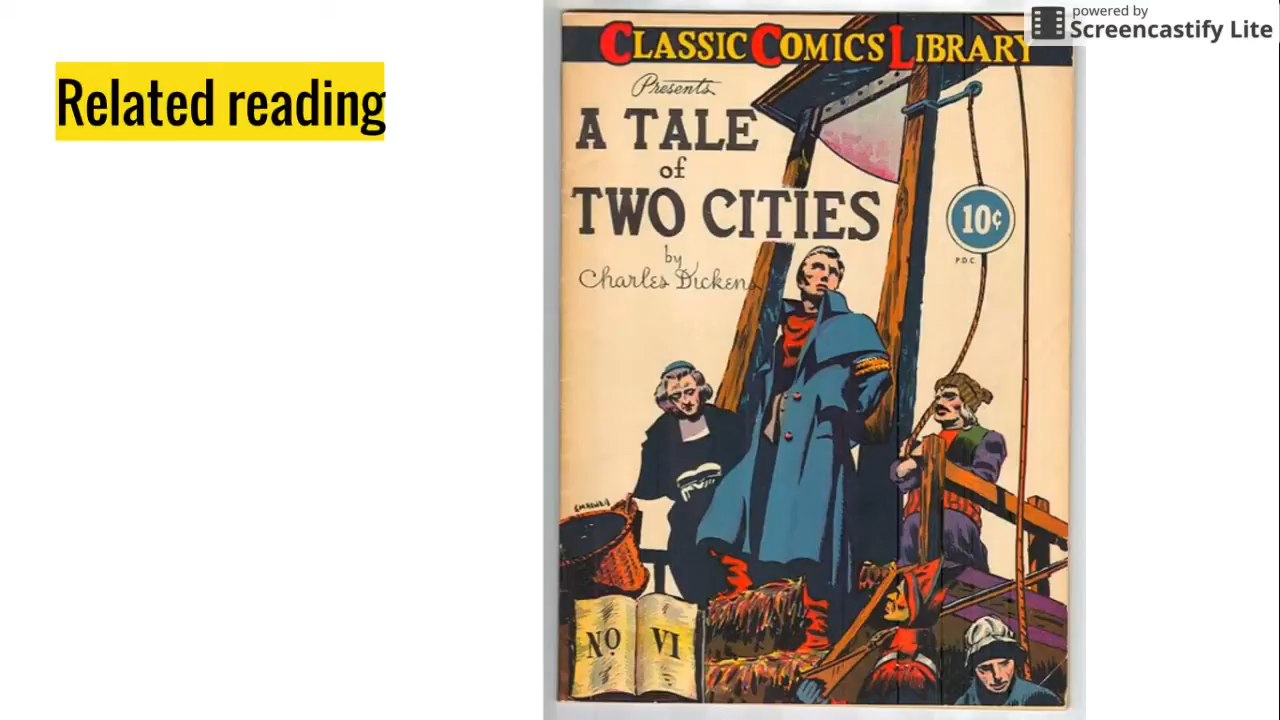 powered by
Screencastify Lite
Related reading
CLASSIC COMICS LIBRARY
Presents
A TALE
of
TWO CITIES
by
Charles Dickens
10¢
P.D.C.
NO VI